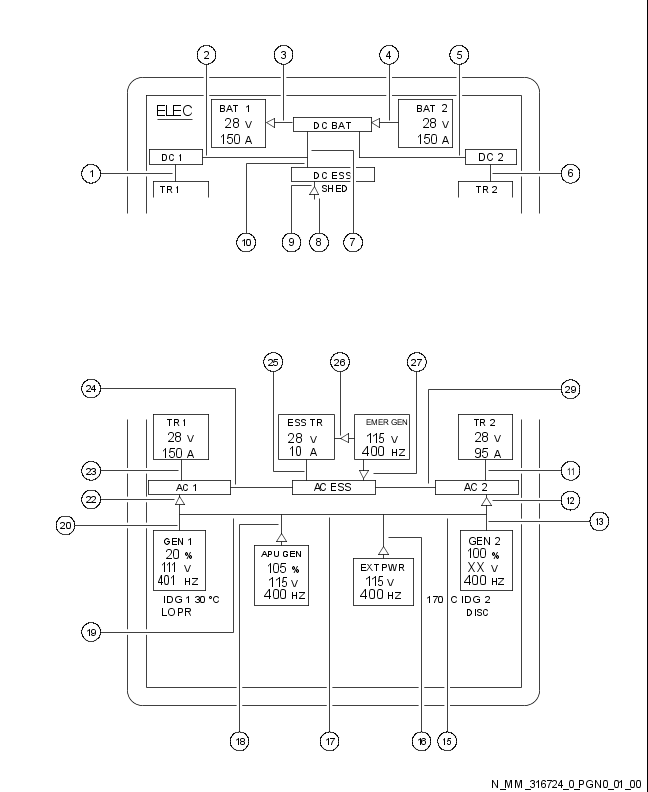 2 3 4 5
ELEC
BAT 1
28 V
150 A
DC BAT
BAT 2
28 V
150 A
DC 1
DC 2
1
TR 1
DC ESS
SHED
TR 2
6
10 9 8 7
25 26 27
24
29
TR 1
28 V
150 A
ESS TR
28 V
10 A
EMER GEN
115 V
400 HZ
TR 2
28 V
95 A
23
11
AC 1
AC ESS
AC 2
22
12
20
13
GEN 1
20 %
111 V
401 HZ
APU GEN
105 %
115 V
400 HZ
EXT PWR
115 V
400 HZ
GEN 2
100 %
XX V
400 HZ
IDG 1 30 °C
LO PR
170 C IDG 2
DISC
19
18 17 16 15
N_MM_316724_0_PGN0_01_00